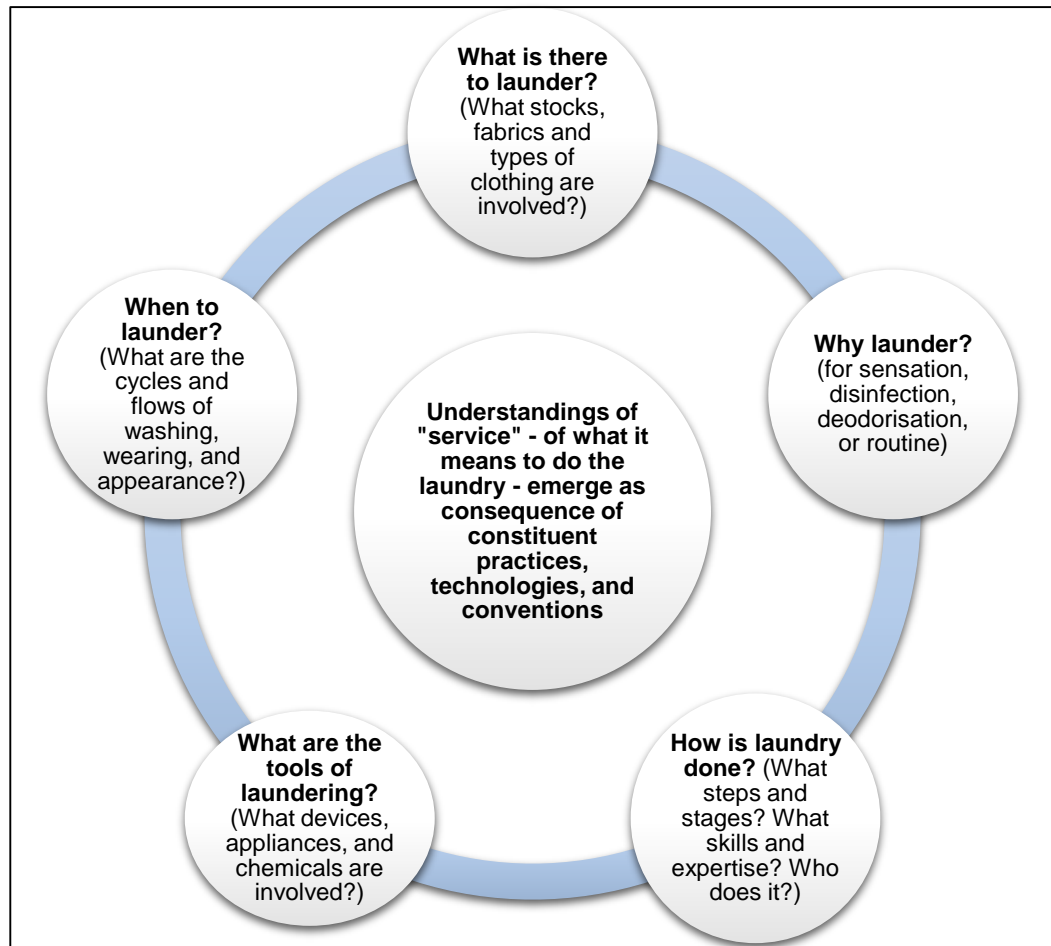 What is there
to launder?
(What stocks,
fabrics and
types of
clothing are
involved?)
Why launder?
(for sensation,
disinfection,
deodorisation,
or routine)
How is laundry
done? (What
steps and
stages? What
skills and
expertise? Who
does it?)
What are the
tools of
laundering?
(What devices,
appliances, and
chemicals are
involved?)
When to
launder?
(What are the
cycles and
flows of
washing,
wearing, and
appearance?)
Understandings of
"service" - of what it
means to do the
laundry - emerge as
consequence of
constituent
practices,
technologies, and
conventions